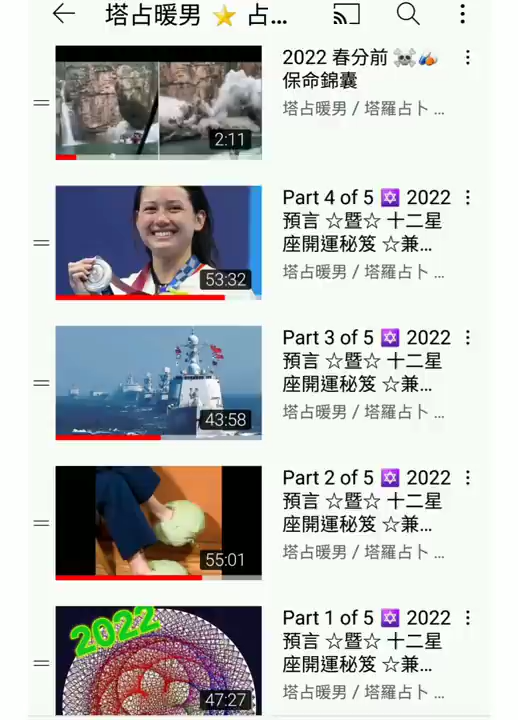 塔占暖男 ⭐ 占...
2022 春分前 ☠️💣
保命錦囊
塔占暖男 / 塔羅占卜 ...
2:11
Part 4 of 5 🔯 2022
預言 ☆暨☆ 十二星
座開運秘笈 ☆兼...
塔占暖男 / 塔羅占卜 ...
53:32
Part 3 of 5 🔯 2022
預言 ☆暨☆ 十二星
座開運秘笈 ☆兼...
塔占暖男 / 塔羅占卜 ...
43:58
Part 2 of 5 🔯 2022
預言 ☆暨☆ 十二星
座開運秘笈 ☆兼...
塔占暖男 / 塔羅占卜 ...
55:01
2022
Part 1 of 5 🔯 2022
預言 ☆暨☆ 十二星
座開運秘笈 ☆兼...
塔占暖男 / 塔羅占卜 ...
47:27